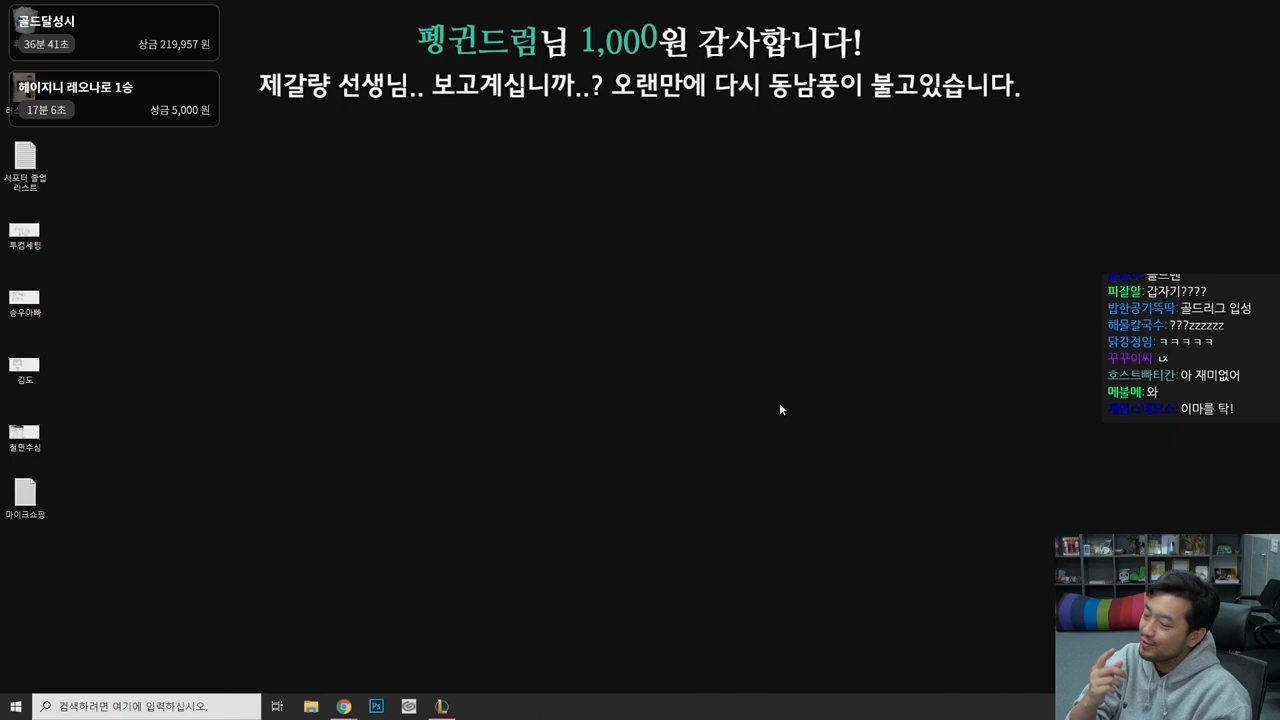 골드달성시
36분 41초
상금 219,957 원
헤이지니 레오나로 1승
17분 6초
상금 5,000 원
펭귄드럼님 1,000원 감사합니다!
제갈량 선생님.. 보고계십니까..? 오랜만에 다시 동남풍이 불고있습니다.
서포터 졸업
리스트
투컴세팅
승우아빠
김도
철면수심
마이크쇼핑
피잘알: 갑자기????
밥한공기뚝딱: 골드리그 입성
해물칼국수: ???zzzzzz
닭강정임: ㅋㅋㅋㅋㅋ
꾸꾸이씨: ㄴㅈ
호스트빠티칸: 아 재미없어
메불메: 와
이마를 탁!
검색하려면 여기에 입력하십시오.
Ps